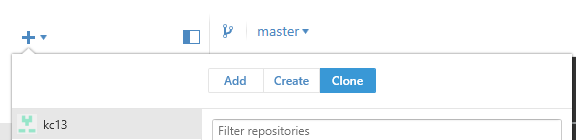 master
Add Create Clone
kc13
Filter repositories